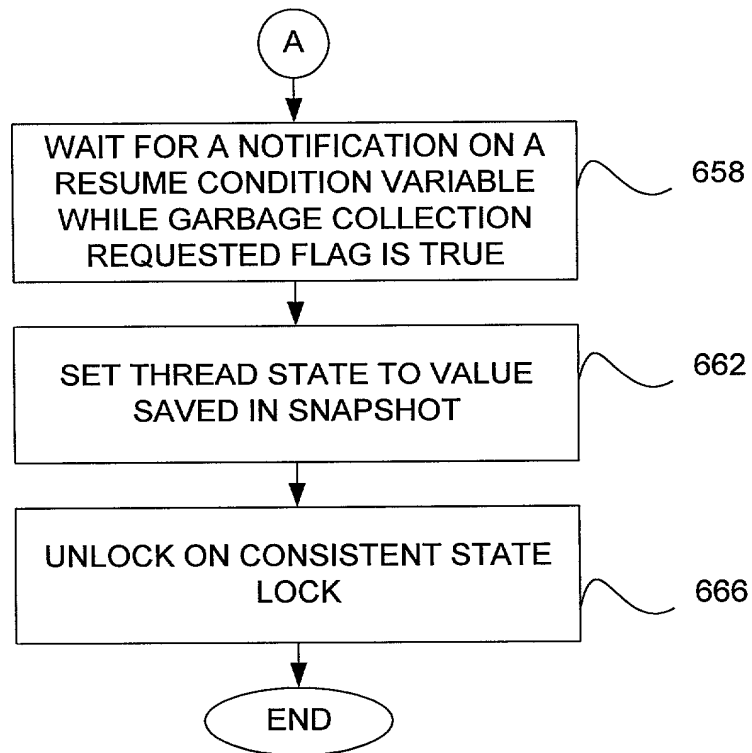 A
WAIT FOR A NOTIFICATION ON A
RESUME CONDITION VARIABLE
WHILE GARBAGE COLLECTION
REQUESTED FLAG IS TRUE
658
SET THREAD STATE TO VALUE
SAVED IN SNAPSHOT
662
UNLOCK ON CONSISTENT STATE
LOCK
666
END